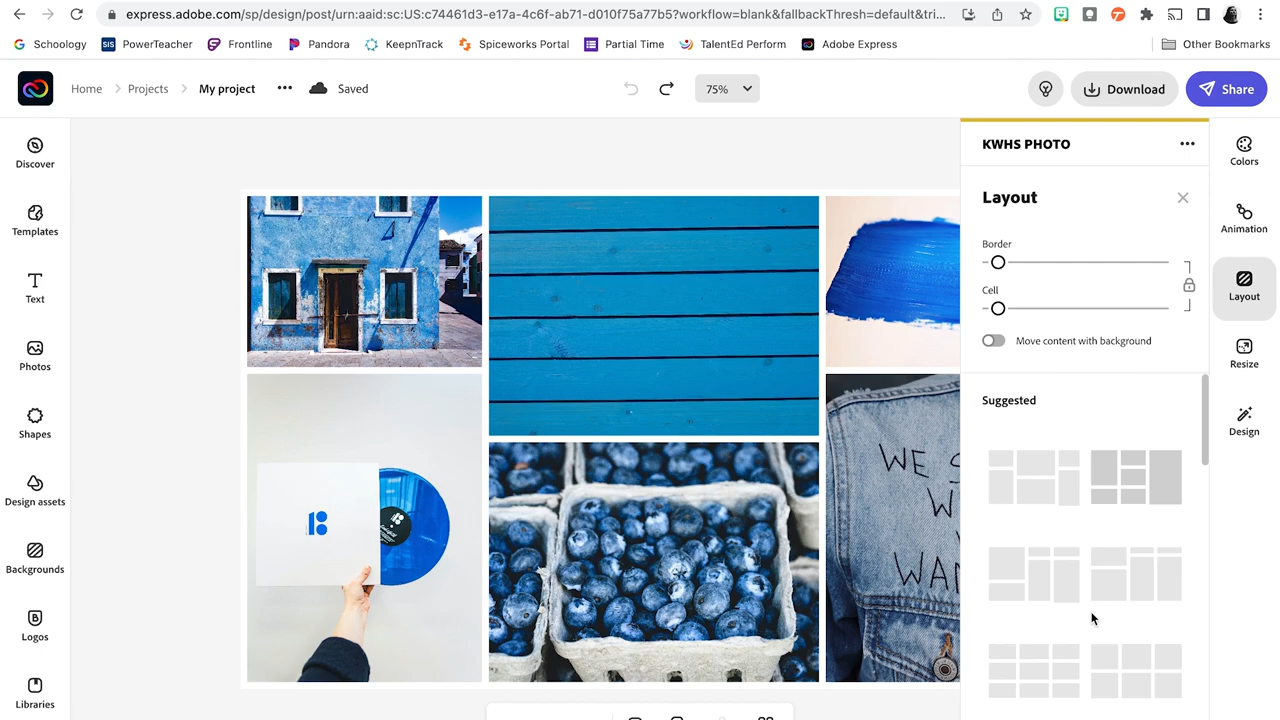 express.adobe.com/sp/design/post/urn:aaid:sc:US:c74461d3-e17a-4c6f-ab71-d010f75a77b5?workflow=blank&fallbackThresh=default&tri...
Schoology
SIS
PowerTeacher
Frontline
Pandora
KeepnTrack
Spiceworks Portal
Partial Time
TalentEd Perform
Adobe Express
Other Bookmarks
Home
Projects
My project
Saved
75%
Download
Share
Discover
Templates
Text
Photos
Shapes
Design assets
Backgrounds
Logos
Libraries
WE S
W
WAN
KWHS PHOTO
Layout
Border
Cell
Move content with background
Suggested
Colors
Animation
Layout
Resize
Design